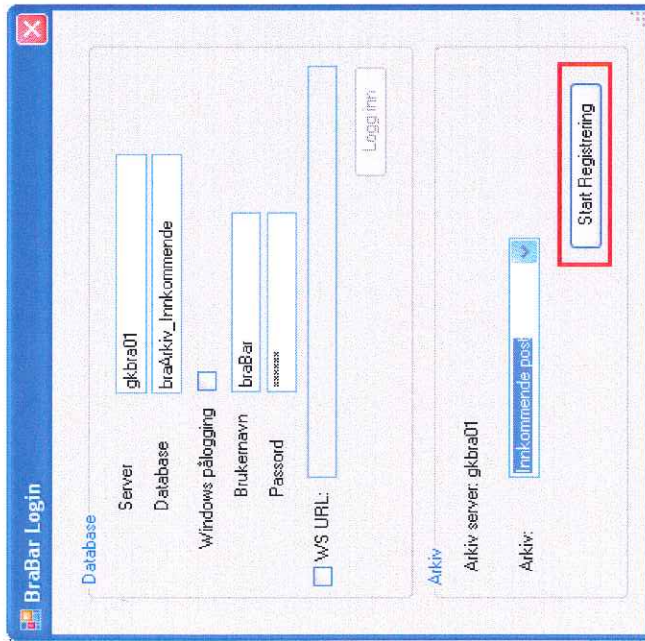 BraBar Login
Database
Server gkbra01
Database braArkiv_Innkommende
Windows pålogging
Brukernavn braBar
Passord ××××××
WS URL:
Logg inn
Arkiv
Arkiv server: gkbra01
Arkiv: Innkommende post
Start Registrering